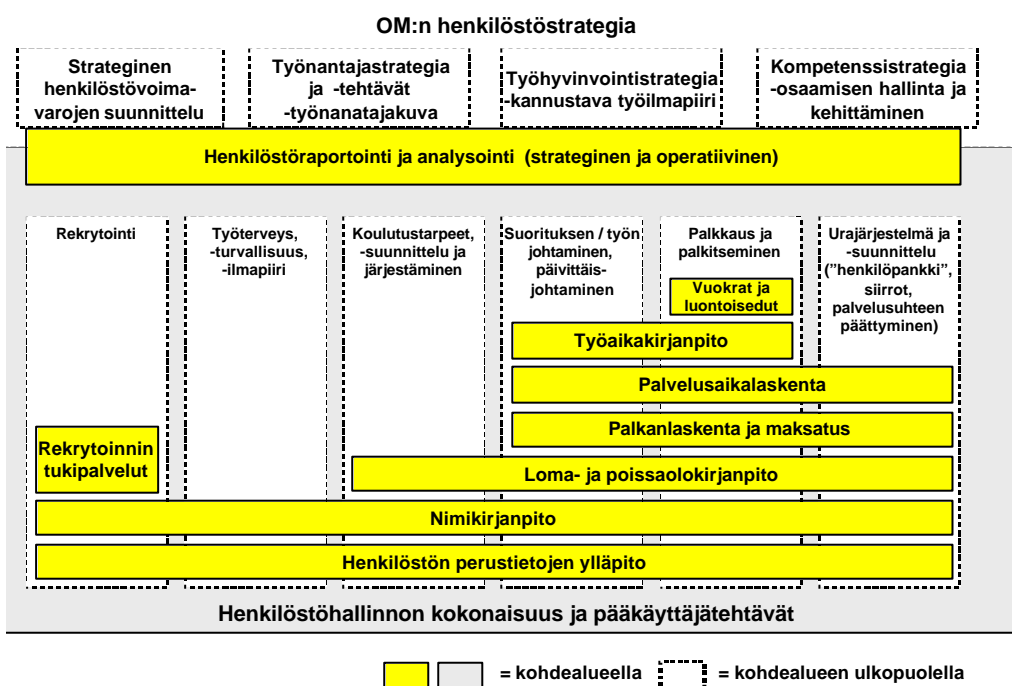 OM:n henkilöstöstrategia
Strateginen
henkilöstövoima-
varojen suunnittelu
Työnantajastrategia
ja -tehtävät
-työnanatajakuva
Työhyvinvointistrategia
-kannustava työilmapiiri
Kompetenssistrategia
-osaamisen hallinta ja
kehittäminen
Henkilöstöraportointi ja analysointi (strateginen ja operatiivinen)
Rekrytointi
Työterveys,
-turvallisuus,
-ilmapiiri
Koulutustarpeet,
-suunnittelu ja
järjestäminen
Suorituksen / työn
johtaminen,
päivittäis-
johtaminen
Palkkaus ja
palkitseminen
Urajärjestelmä ja
-suunnittelu
(”henkilöpankki”,
siirrot,
palvelusuhteen
päättyminen)
Vuokrat ja
luontoisedut
Työaikakirjanpito
Palvelusaikalaskenta
Palkanlaskenta ja maksatus
Rekrytoinnin
tukipalvelut
Loma- ja poissaolokirjanpito
Nimikirjanpito
Henkilöstön perustietojen ylläpito
Henkilöstöhallinnon kokonaisuus ja pääkäyttäjätehtävät
= kohdealueella
= kohdealueen ulkopuolella